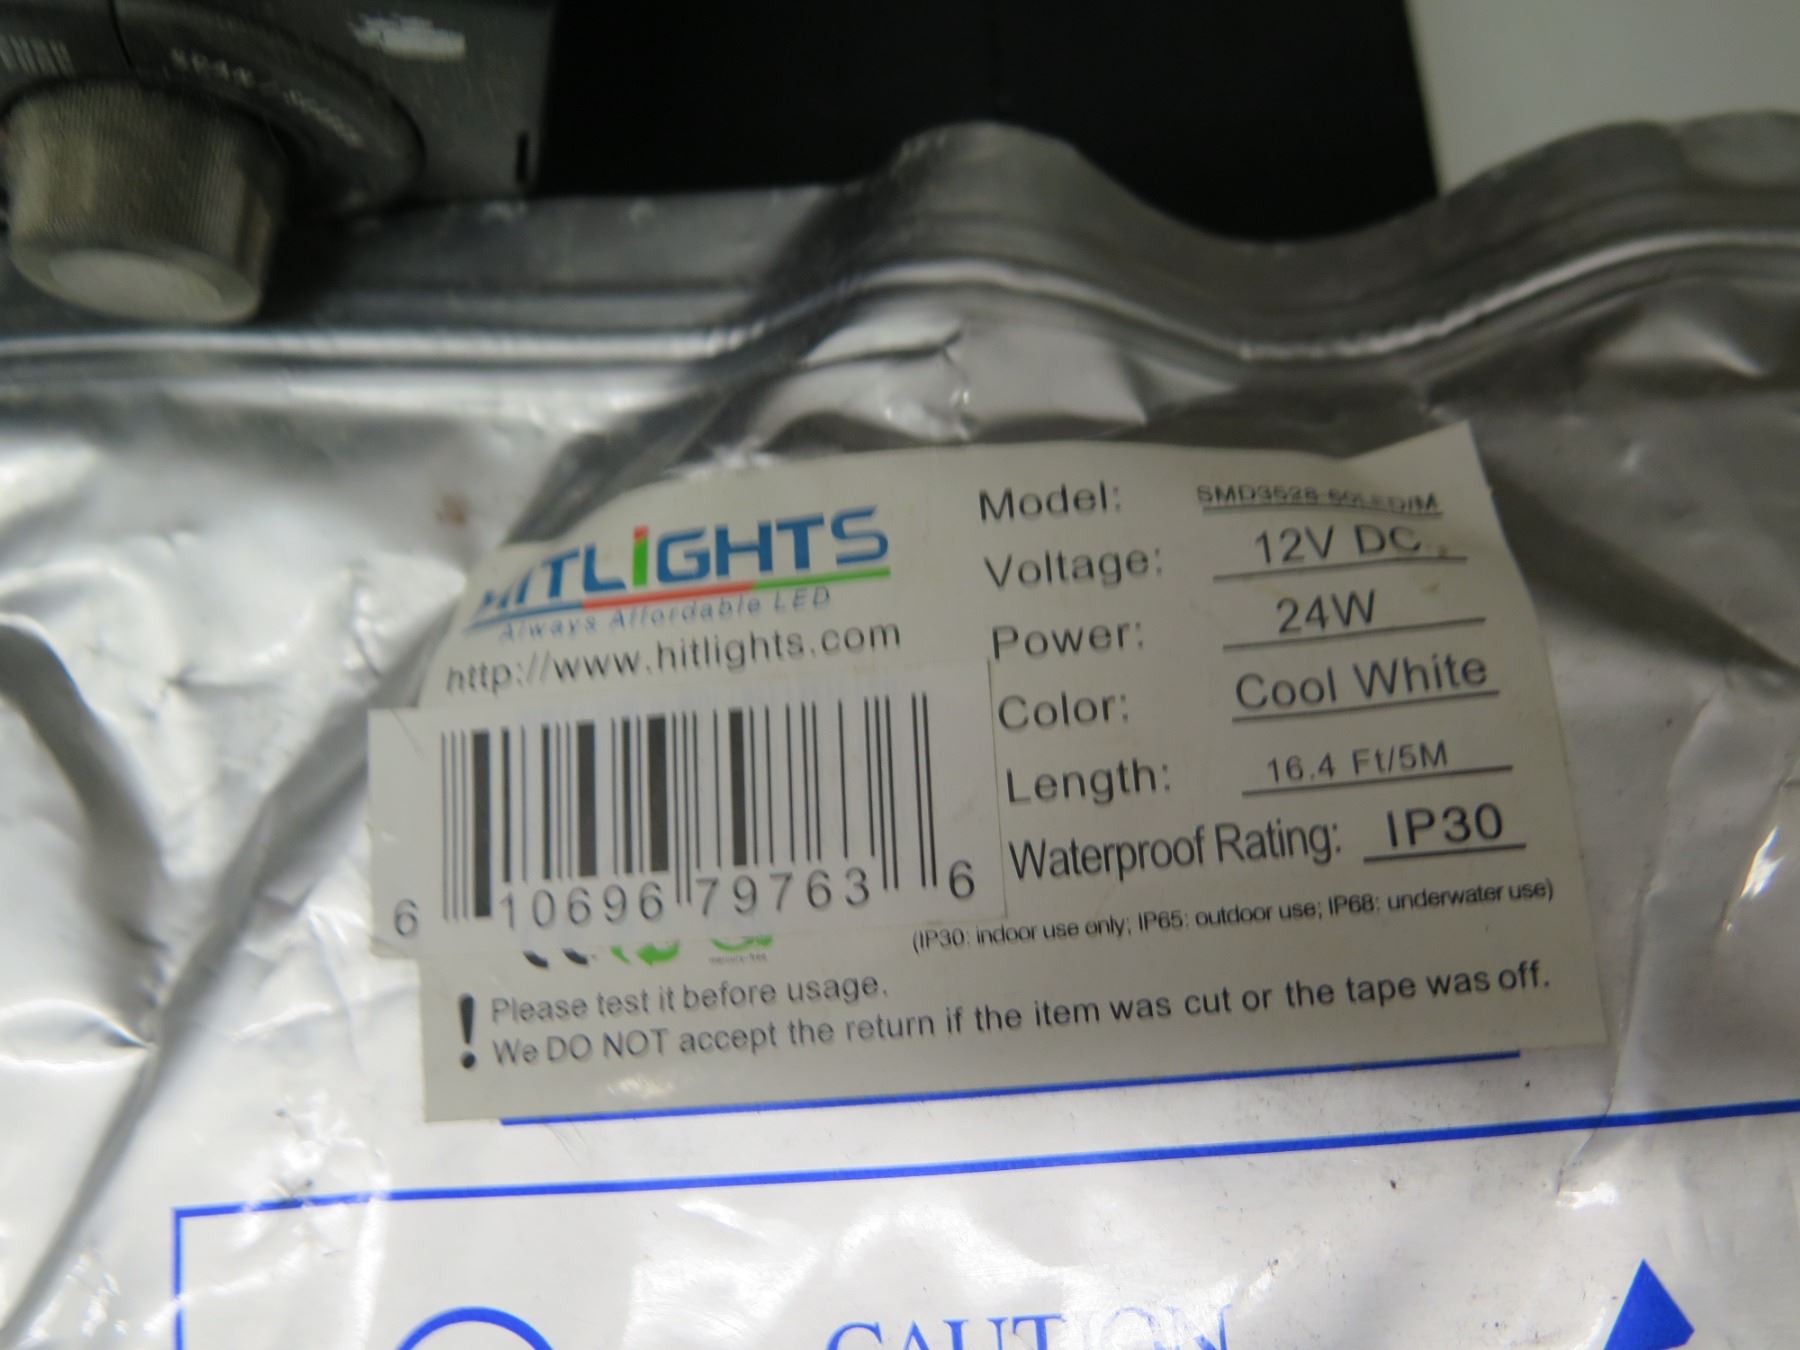 HITLIGHTS
Always Affordable LED
http://www.hitlights.com
6 10696 79763 6
Model: SMD3528-60LED/M
Voltage: 12V DC
Power: 24W
Color: Cool White
Length: 16.4 Ft/5M
Waterproof Rating: IP30
(IP30: indoor use only; IP65: outdoor use; IP68: underwater use)
! Please test it before usage.
We DO NOT accept the return if the item was cut or the tape was off.
CAUTION